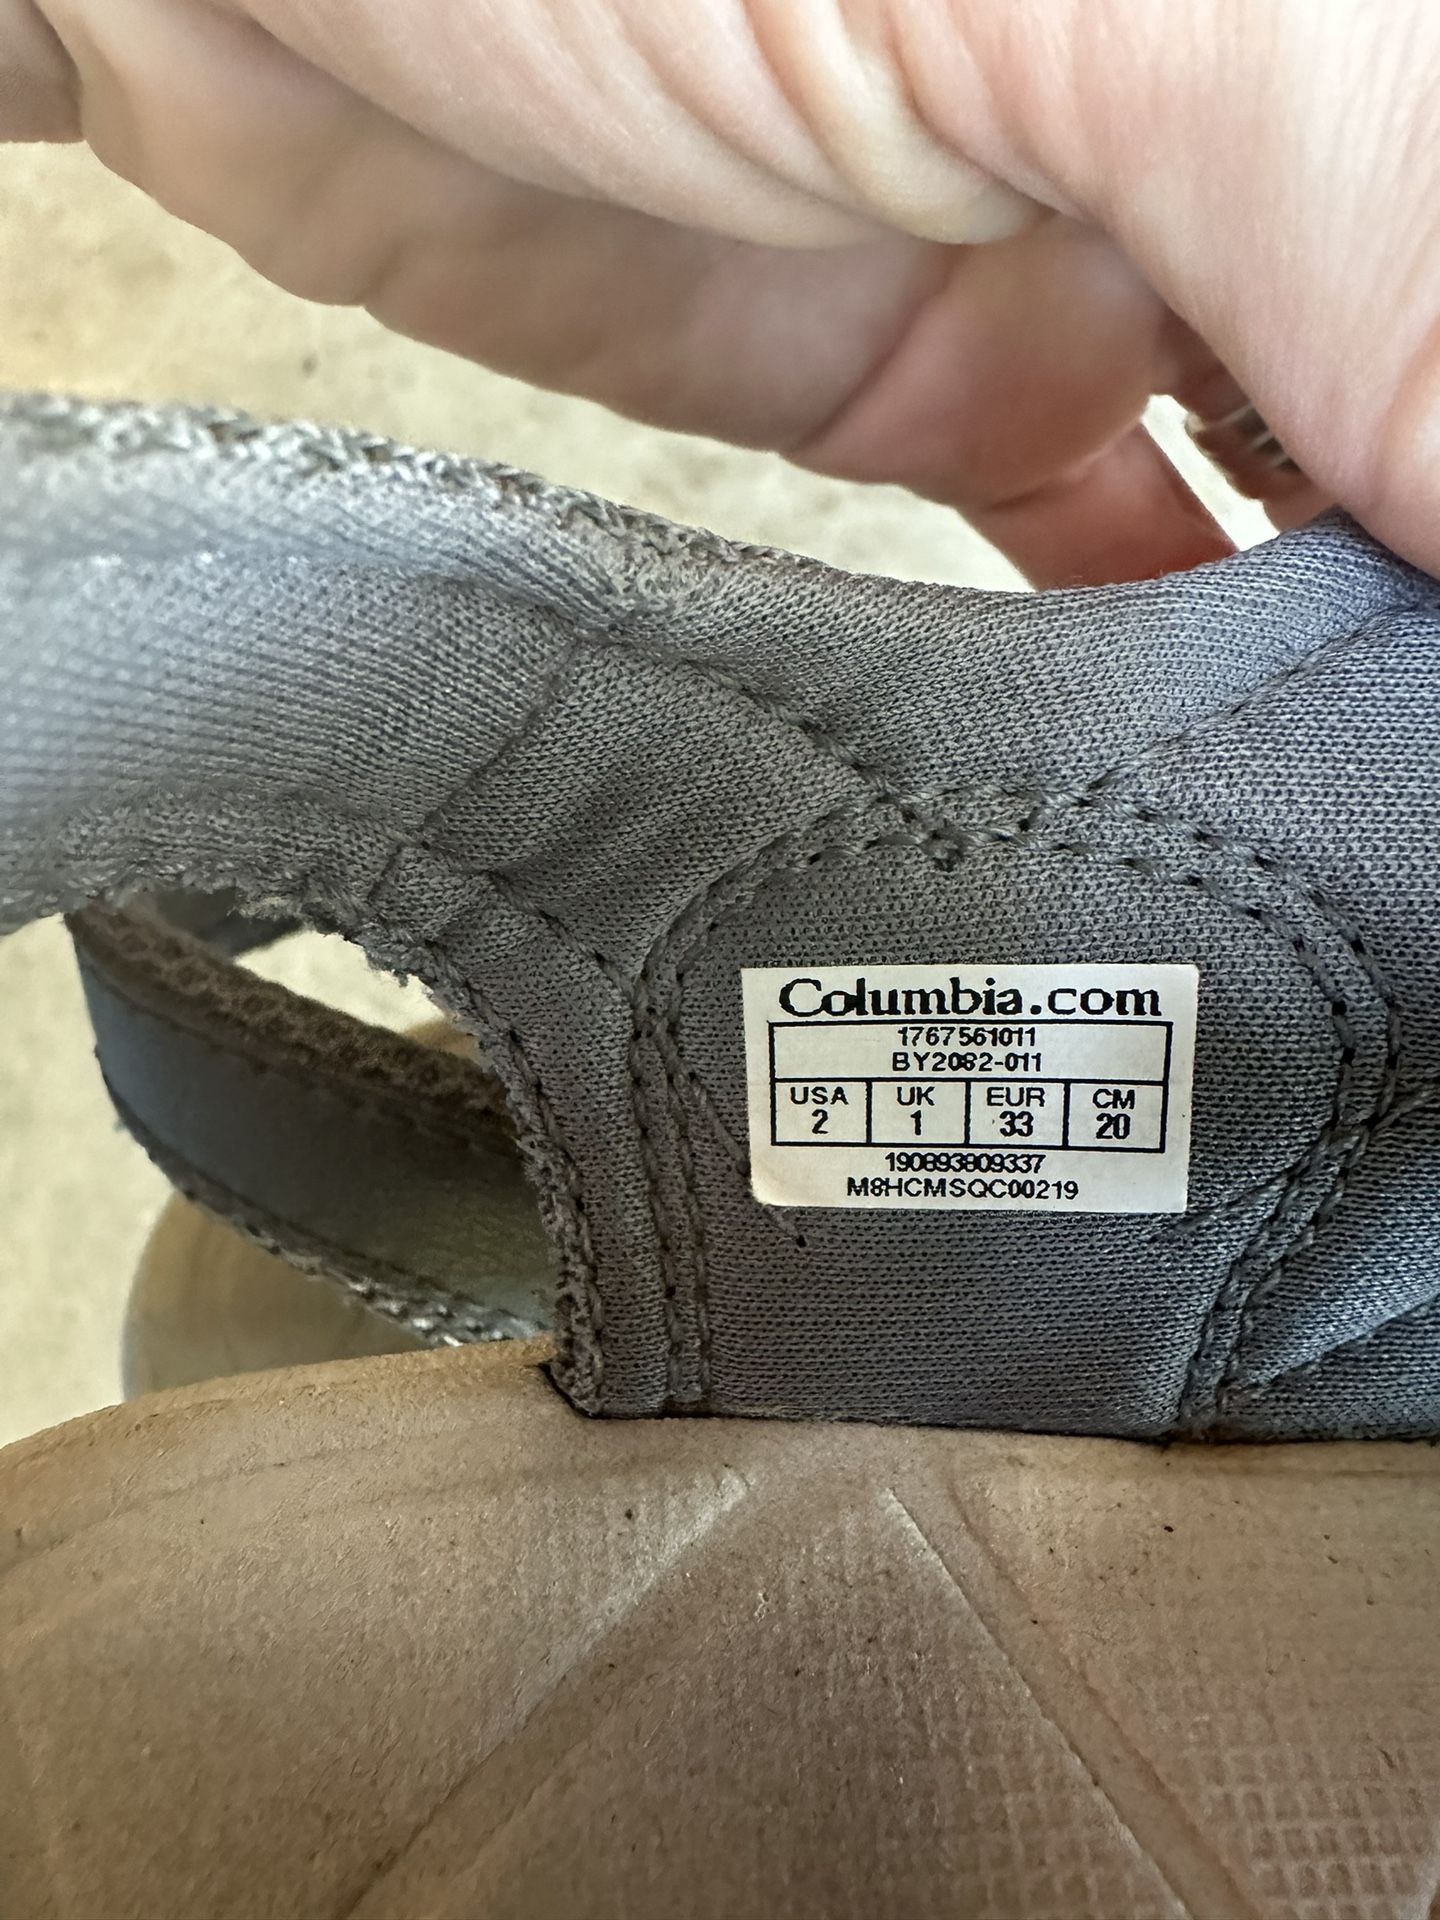 Columbia.com
1767561011
BY2082-011
USA UK EUR CM
2 1 33 20
190893809337
M8HCMSQC00219